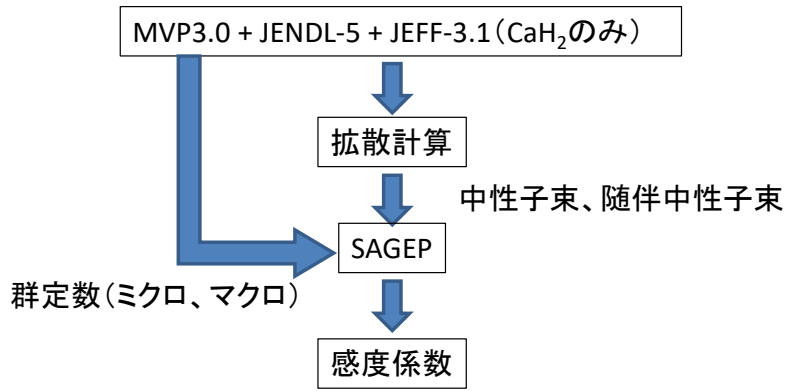 MVP3.0 + JENDL-5 + JEFF-3.1(CaH₂のみ)
拡散計算
中性子束、随伴中性子束
SAGEP
群定数(ミクロ、マクロ)
感度係数